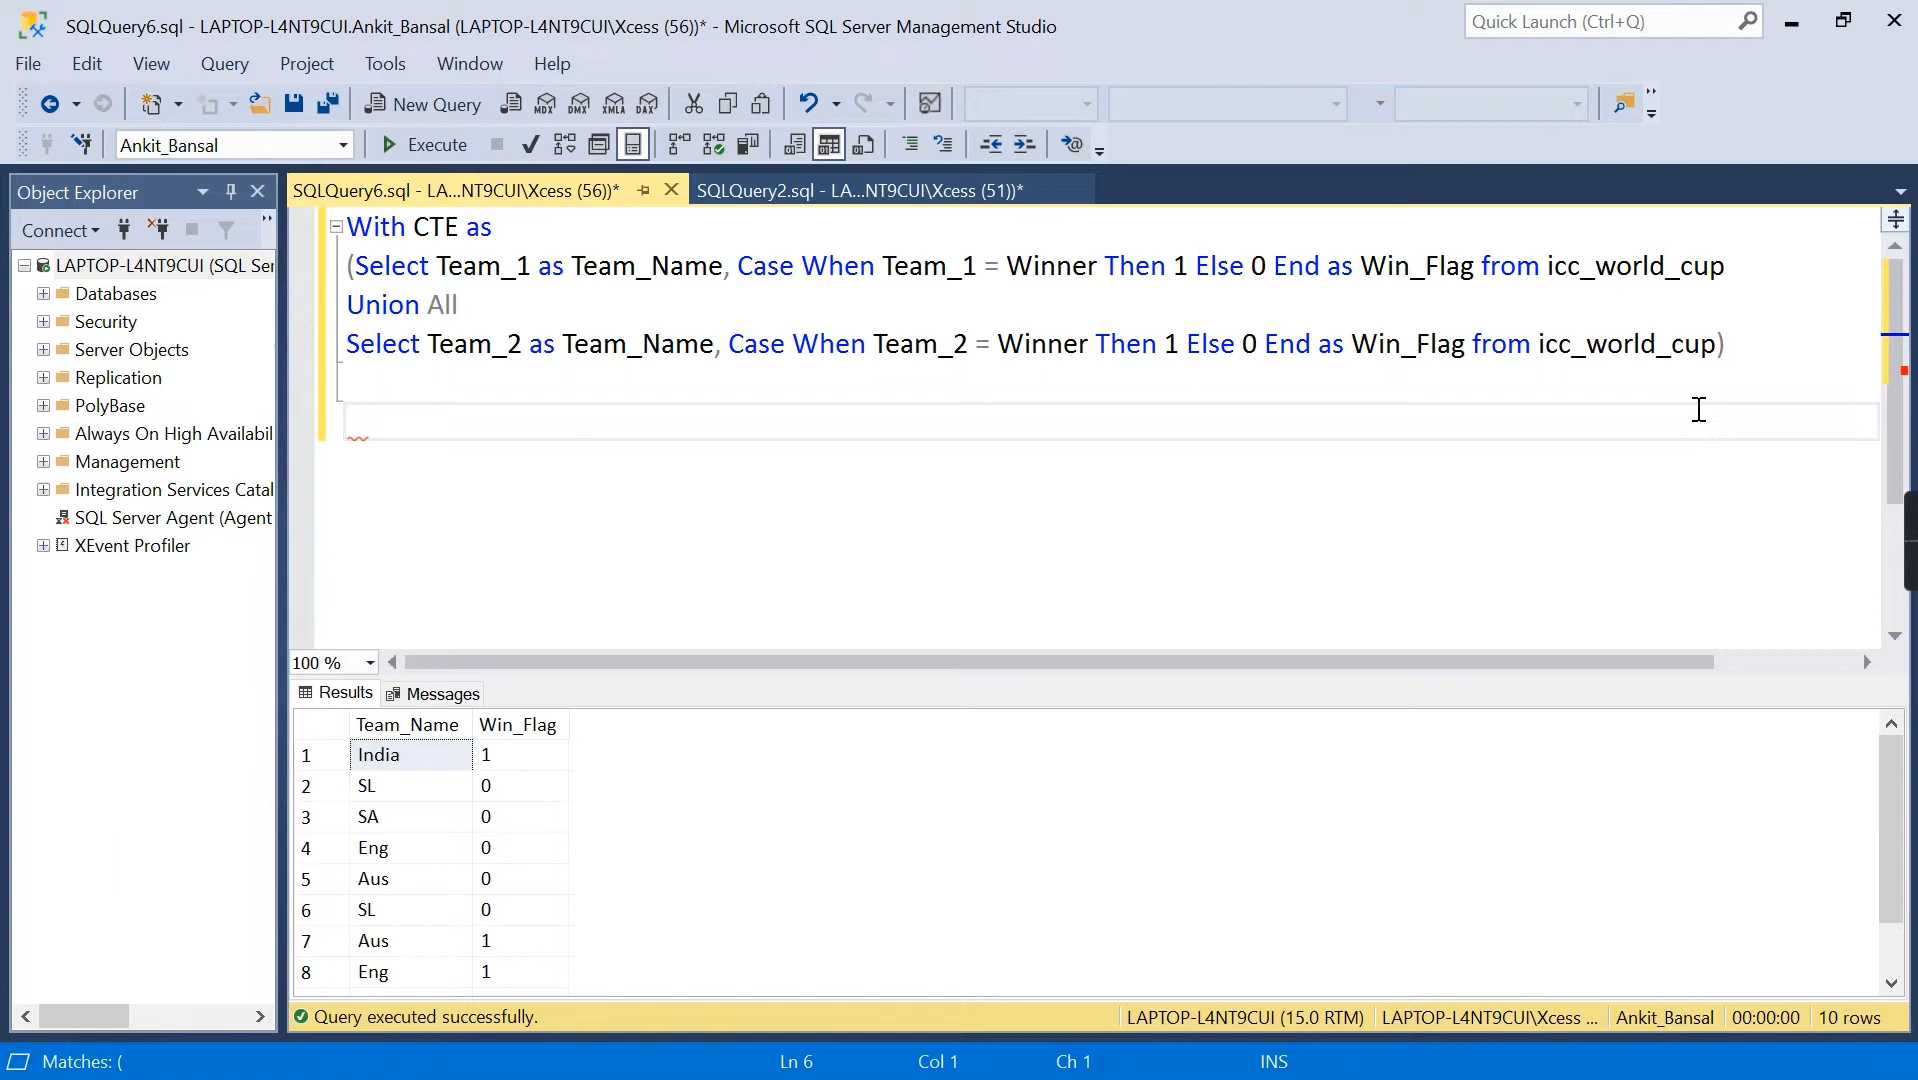 SQLQuery6.sql - LAPTOP-L4NT9CUI.Ankit_Bansal (LAPTOP-L4NT9CUI\Xcess (56))* - Microsoft SQL Server Management Studio
Quick Launch (Ctrl+Q)
File Edit View Query Project Tools Window Help
New Query MDX DMX XMLA DAX
Ankit_Bansal Execute
Object Explorer
SQLQuery6.sql - LA...NT9CUI\Xcess (56))* SQLQuery2.sql - LA...NT9CUI\Xcess (51))*
Connect
LAPTOP-L4NT9CUI (SQL Ser
Databases
Security
Server Objects
Replication
PolyBase
Always On High Availabil
Management
Integration Services Catal
SQL Server Agent (Agent
XEvent Profiler
With CTE as
(Select Team_1 as Team_Name, Case When Team_1 = Winner Then 1 Else 0 End as Win_Flag from icc_world_cup
Union All
Select Team_2 as Team_Name, Case When Team_2 = Winner Then 1 Else 0 End as Win_Flag from icc_world_cup)
100 %
Results Messages
Team_Name Win_Flag
1 India 1
2 SL 0
3 SA 0
4 Eng 0
5 Aus 0
6 SL 0
7 Aus 1
8 Eng 1
Query executed successfully. LAPTOP-L4NT9CUI (15.0 RTM) LAPTOP-L4NT9CUI\Xcess ... Ankit_Bansal 00:00:00 10 rows
Matches: ( Ln 6 Col 1 Ch 1 INS